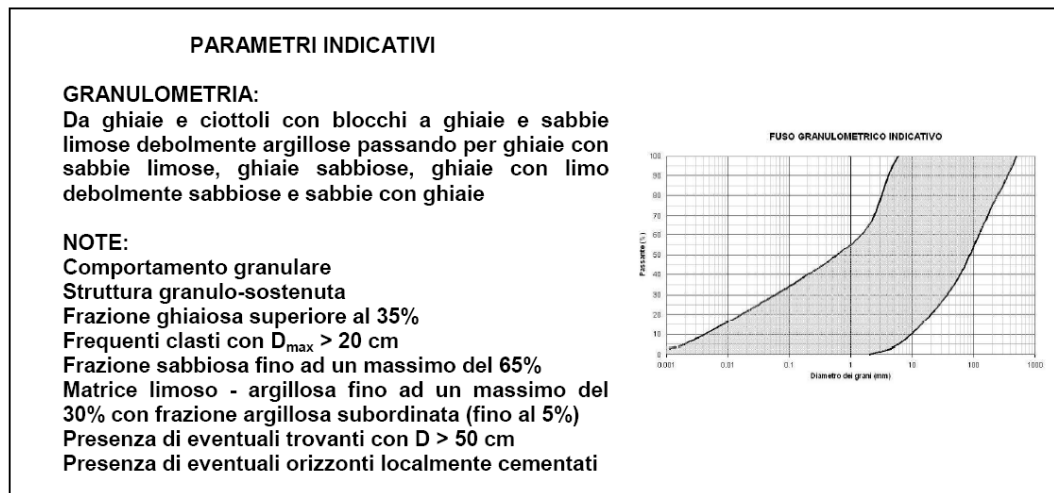 PARAMETRI INDICATIVI
GRANULOMETRIA:
Da ghiaie e ciottoli con blocchi a ghiaie e sabbie
limose debolmente argillose passando per ghiaie con
sabbie limose, ghiaie sabbiose, ghiaie con limo
debolmente sabbiose e sabbie con ghiaie
NOTE:
Comportamento granulare
Struttura granulo-sostenuta
Frazione ghiaiosa superiore al 35%
Frequenti clasti con Dmax > 20 cm
Frazione sabbiosa fino ad un massimo del 65%
Matrice limoso - argillosa fino ad un massimo del
30% con frazione argillosa subordinata (fino al 5%)
Presenza di eventuali trovanti con D > 50 cm
Presenza di eventuali orizzonti localmente cementati
FUSO GRANULOMETRICO INDICATIVO
Passante (%)
100
90
80
70
60
50
40
30
20
10
0
0.001 0.01 0.1 1 10 100 1000
Diametro dei grani (mm)